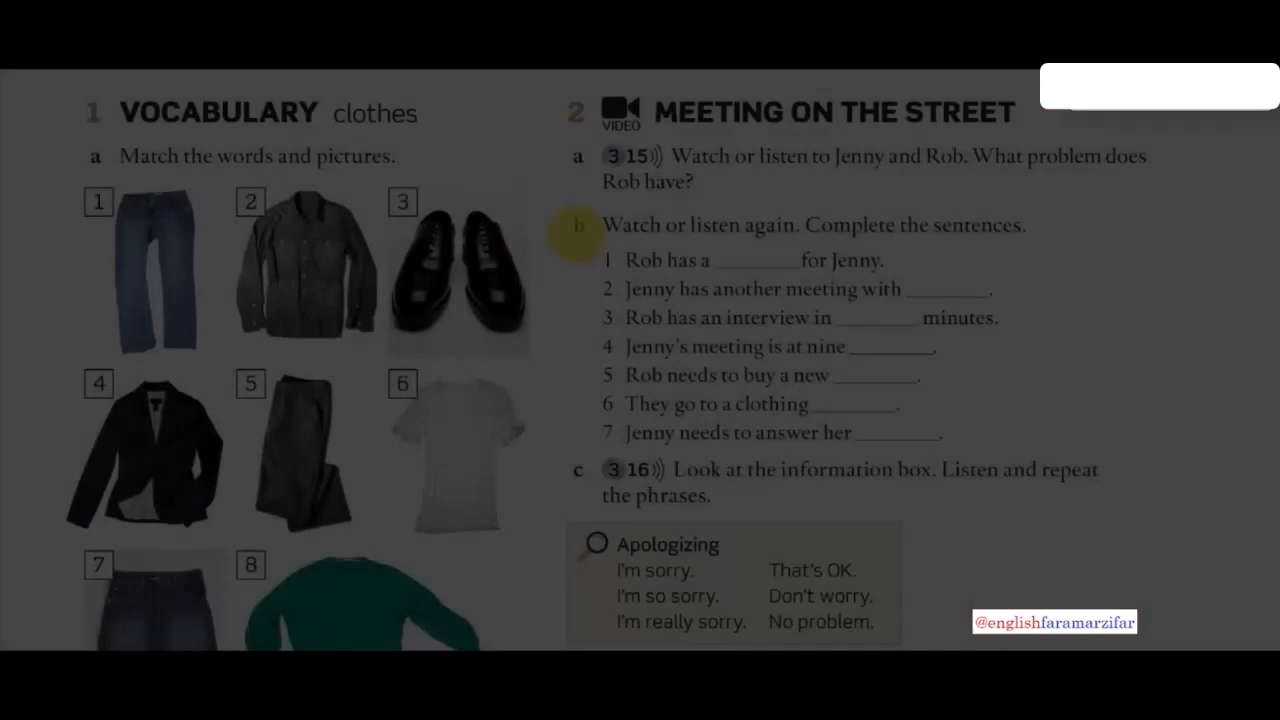 1 VOCABULARY clothes
a Match the words and pictures.
1
2
3
4
5
6
7
8
2 VIDEO MEETING ON THE STREET
a 3 15 Watch or listen to Jenny and Rob. What problem does
Rob have?
b Watch or listen again. Complete the sentences.
1 Rob has a ________ for Jenny.
2 Jenny has another meeting with ________.
3 Rob has an interview in ________ minutes.
4 Jenny's meeting is at nine ________.
5 Rob needs to buy a new ________.
6 They go to a clothing ________.
7 Jenny needs to answer her ________.
c 3 16 Look at the information box. Listen and repeat
the phrases.
Apologizing
I'm sorry. That's OK.
I'm so sorry. Don't worry.
I'm really sorry. No problem.
@englishfaramarzifar